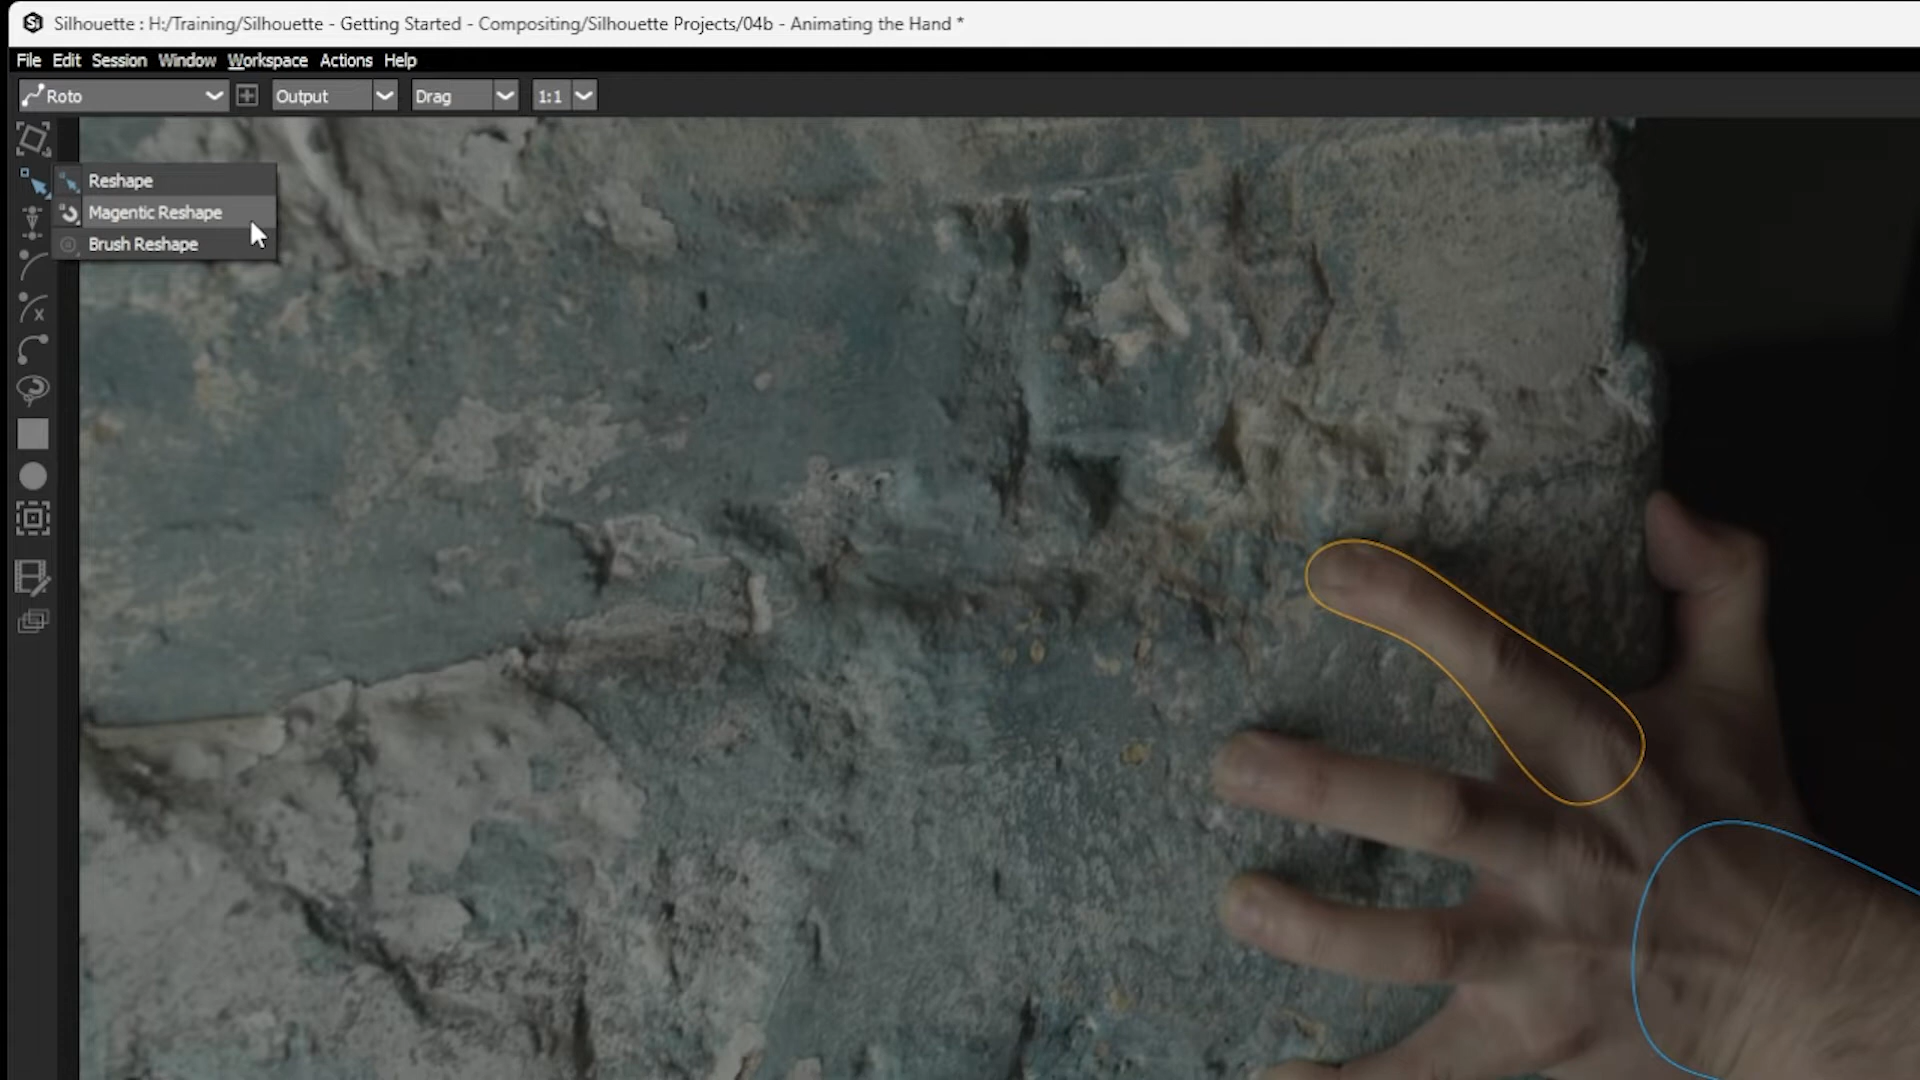 Silhouette : H:/Training/Silhouette - Getting Started - Compositing/Silhouette Projects/04b - Animating the Hand *
File Edit Session Window Workspace Actions Help
Roto Output Drag 1:1
Reshape
Magentic Reshape
Brush Reshape